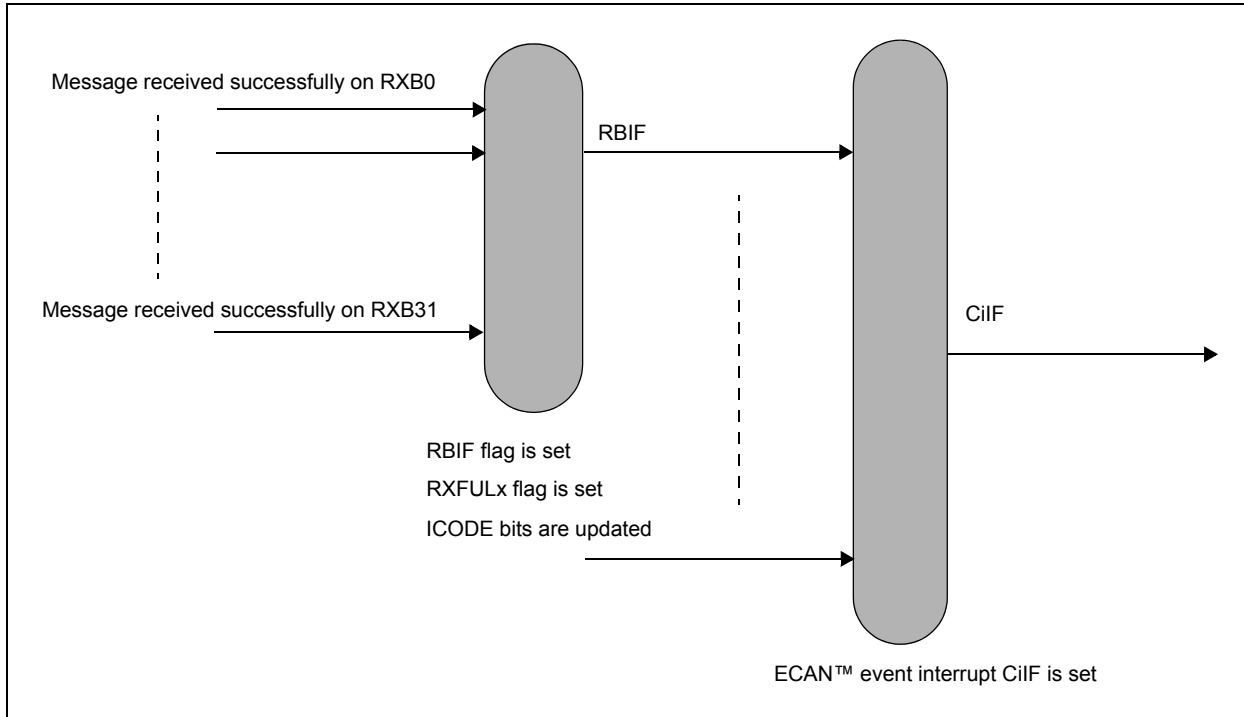 Message received successfully on RXB0
RBIF
Message received successfully on RXB31
CiIF
RBIF flag is set
RXFULx flag is set
ICODE bits are updated
ECAN™ event interrupt CiIF is set